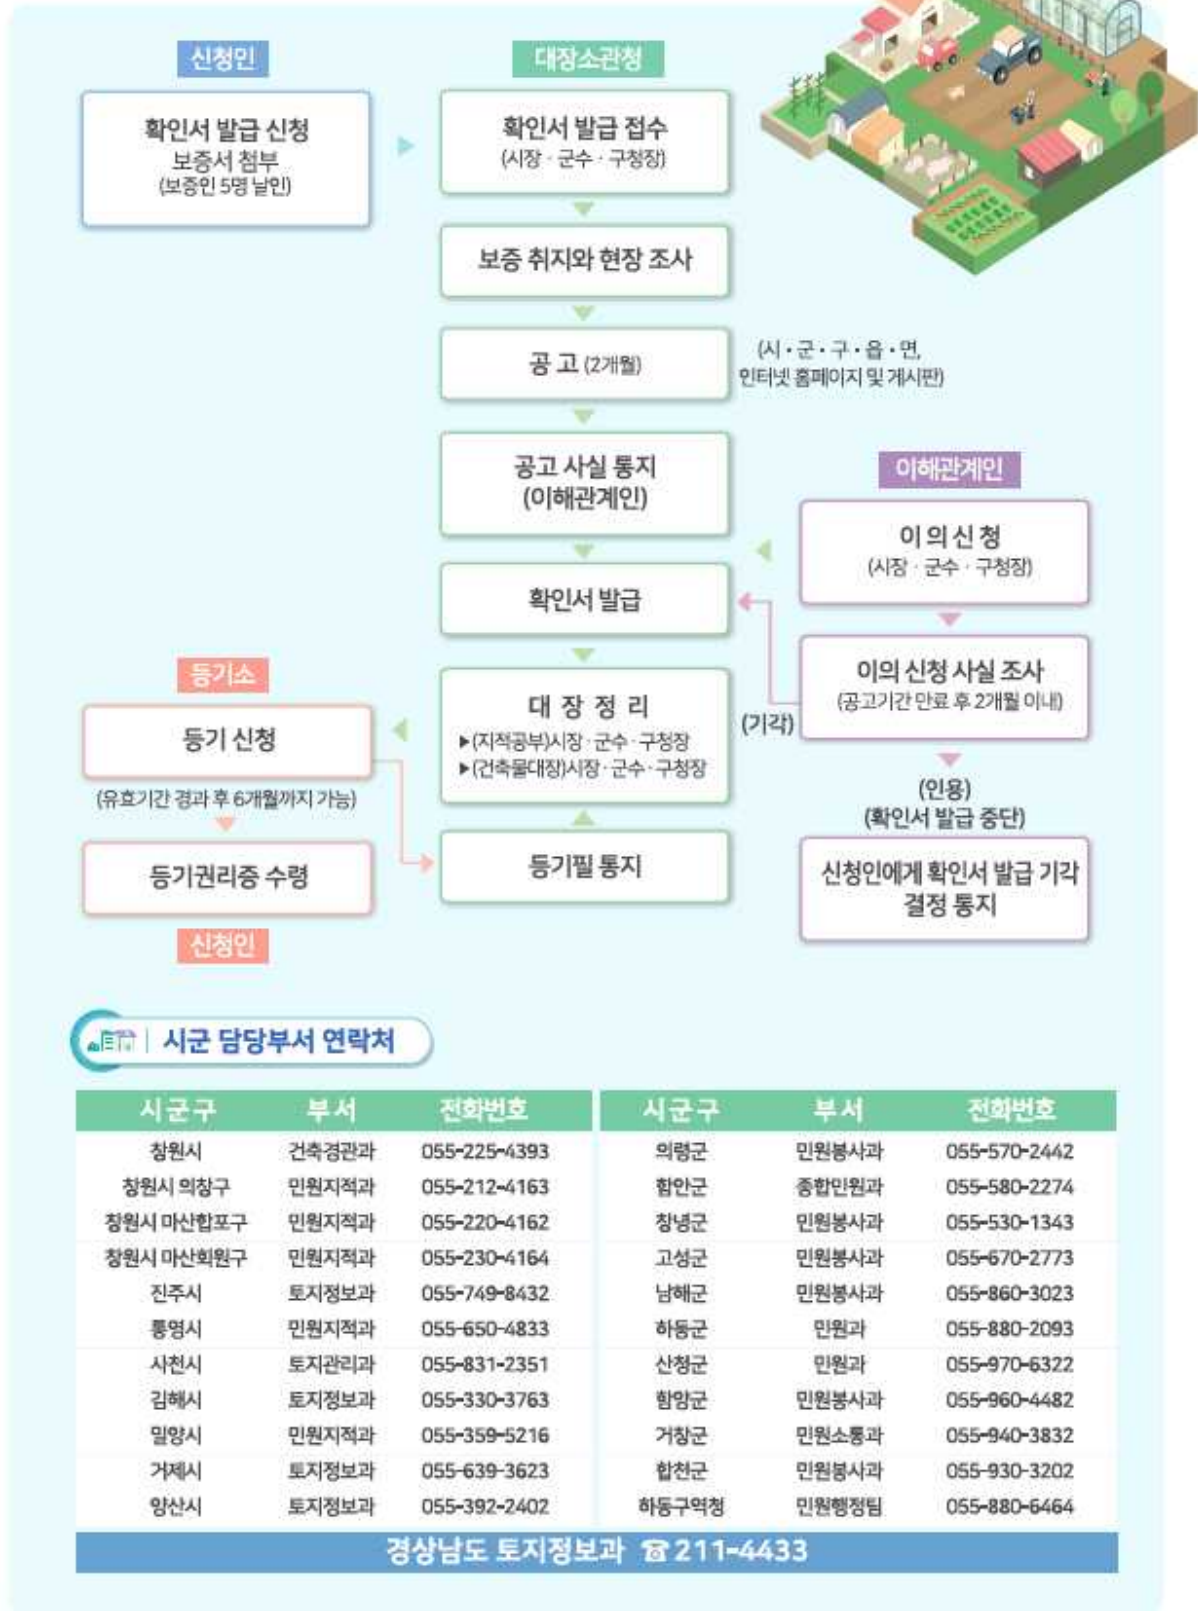 신청인
확인서 발급 신청
보증서 첨부
(보증인 5명 날인)
대장소관청
확인서 발급 접수
(시장 · 군수 · 구청장)
보증 취지와 현장 조사
공 고 (2개월)
(시 · 군 · 구 · 읍 · 면,
인터넷 홈페이지 및 게시판)
공고 사실 통지
(이해관계인)
확인서 발급
이해관계인
이 의 신 청
(시장 · 군수 · 구청장)
이의 신청 사실 조사
(공고기간 만료 후 2개월 이내)
(기각)
(인용)
(확인서 발급 중단)
신청인에게 확인서 발급 기각
결정 통지
대 장 정 리
▶(지적공부)시장 · 군수 · 구청장
▶(건축물대장)시장 · 군수 · 구청장
등기필 통지
등기소
등기 신청
(유효기간 경과 후 6개월까지 가능)
등기권리증 수령
신청인
시군 담당부서 연락처
시군구 부서 전화번호 시군구 부서 전화번호
창원시 건축경관과 055-225-4393 의령군 민원봉사과 055-570-2442
창원시 의창구 민원지적과 055-212-4163 함안군 종합민원과 055-580-2274
창원시 마산합포구 민원지적과 055-220-4162 창녕군 민원봉사과 055-530-1343
창원시 마산회원구 민원지적과 055-230-4164 고성군 민원봉사과 055-670-2773
진주시 토지정보과 055-749-8432 남해군 민원봉사과 055-860-3023
통영시 민원지적과 055-650-4833 하동군 민원과 055-880-2093
사천시 토지관리과 055-831-2351 산청군 민원과 055-970-6322
김해시 토지정보과 055-330-3763 함양군 민원봉사과 055-960-4482
밀양시 민원지적과 055-359-5216 거창군 민원소통과 055-940-3832
거제시 토지정보과 055-639-3623 합천군 민원봉사과 055-930-3202
양산시 토지정보과 055-392-2402 하동구역청 민원행정팀 055-880-6464
경상남도 토지정보과 ☎ 211-4433